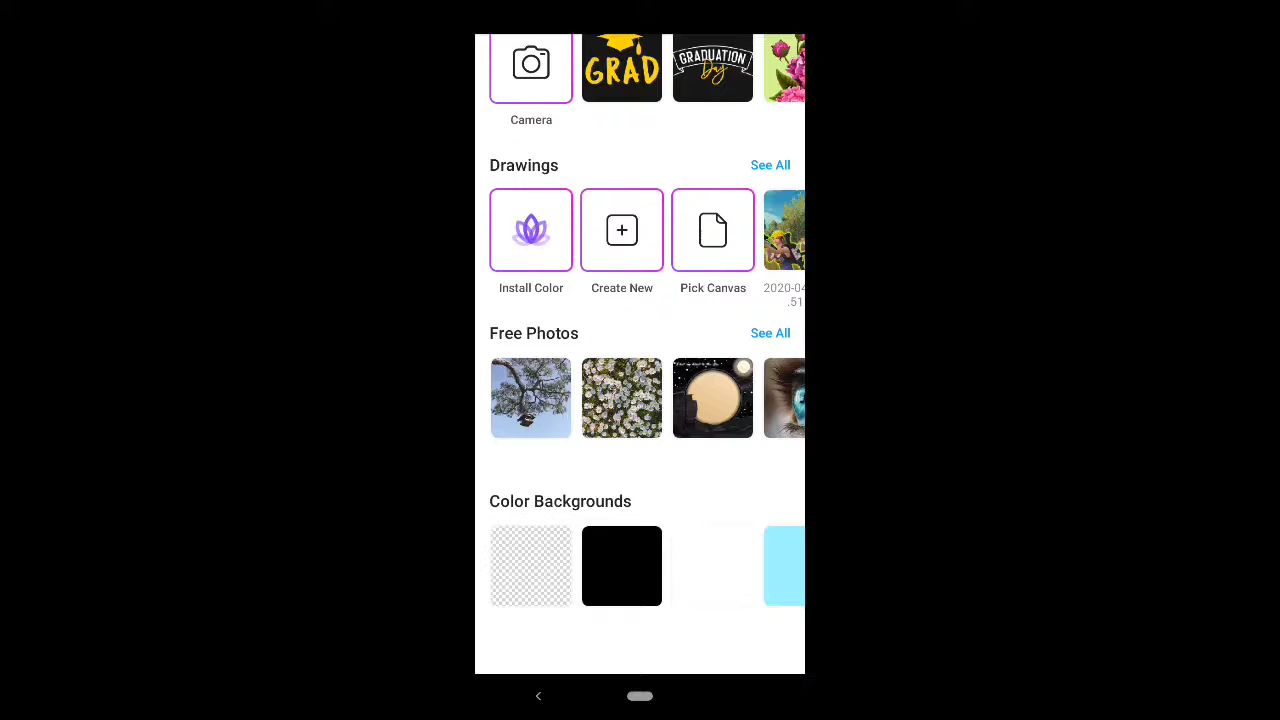 GRAD
GRADUATION
Day
Camera
Drawings
See All
Install Color
Create New
Pick Canvas
2020-04
.51
Free Photos
See All
Color Backgrounds